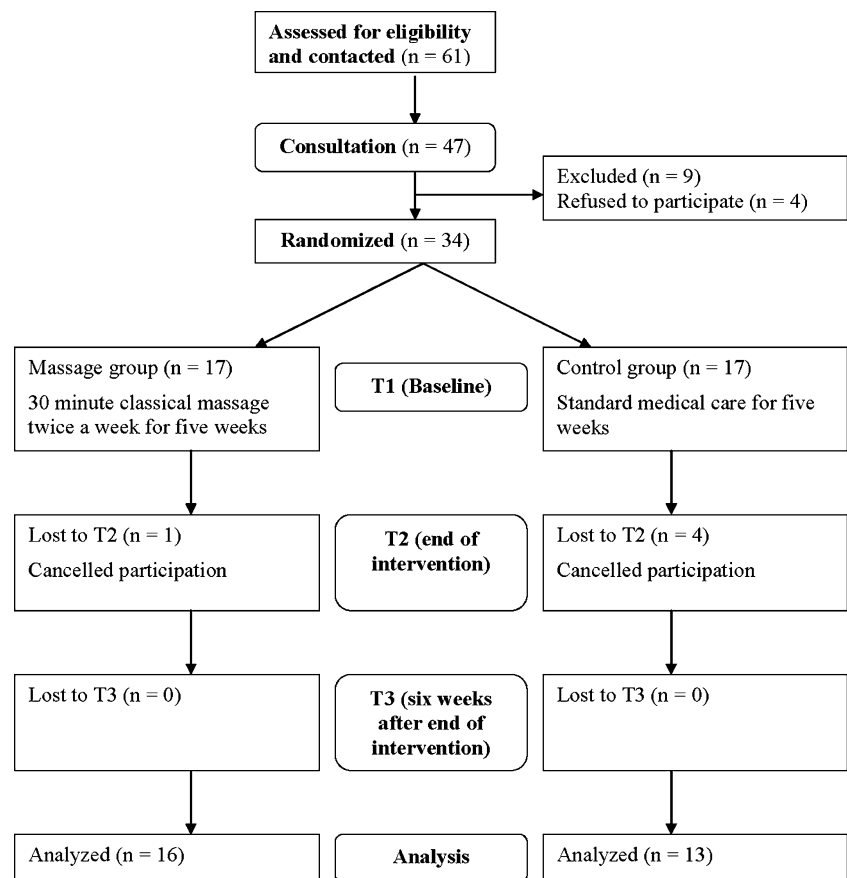 Assessed for eligibility
and contacted (n = 61)
Consultation (n = 47)
Excluded (n = 9)
Refused to participate (n = 4)
Randomized (n = 34)
Massage group (n = 17)
30 minute classical massage
twice a week for five weeks
T1 (Baseline)
Control group (n = 17)
Standard medical care for five
weeks
Lost to T2 (n = 1)
Cancelled participation
T2 (end of
intervention)
Lost to T2 (n = 4)
Cancelled participation
Lost to T3 (n = 0)
T3 (six weeks
after end of
intervention)
Lost to T3 (n = 0)
Analyzed (n = 16)
Analysis
Analyzed (n = 13)